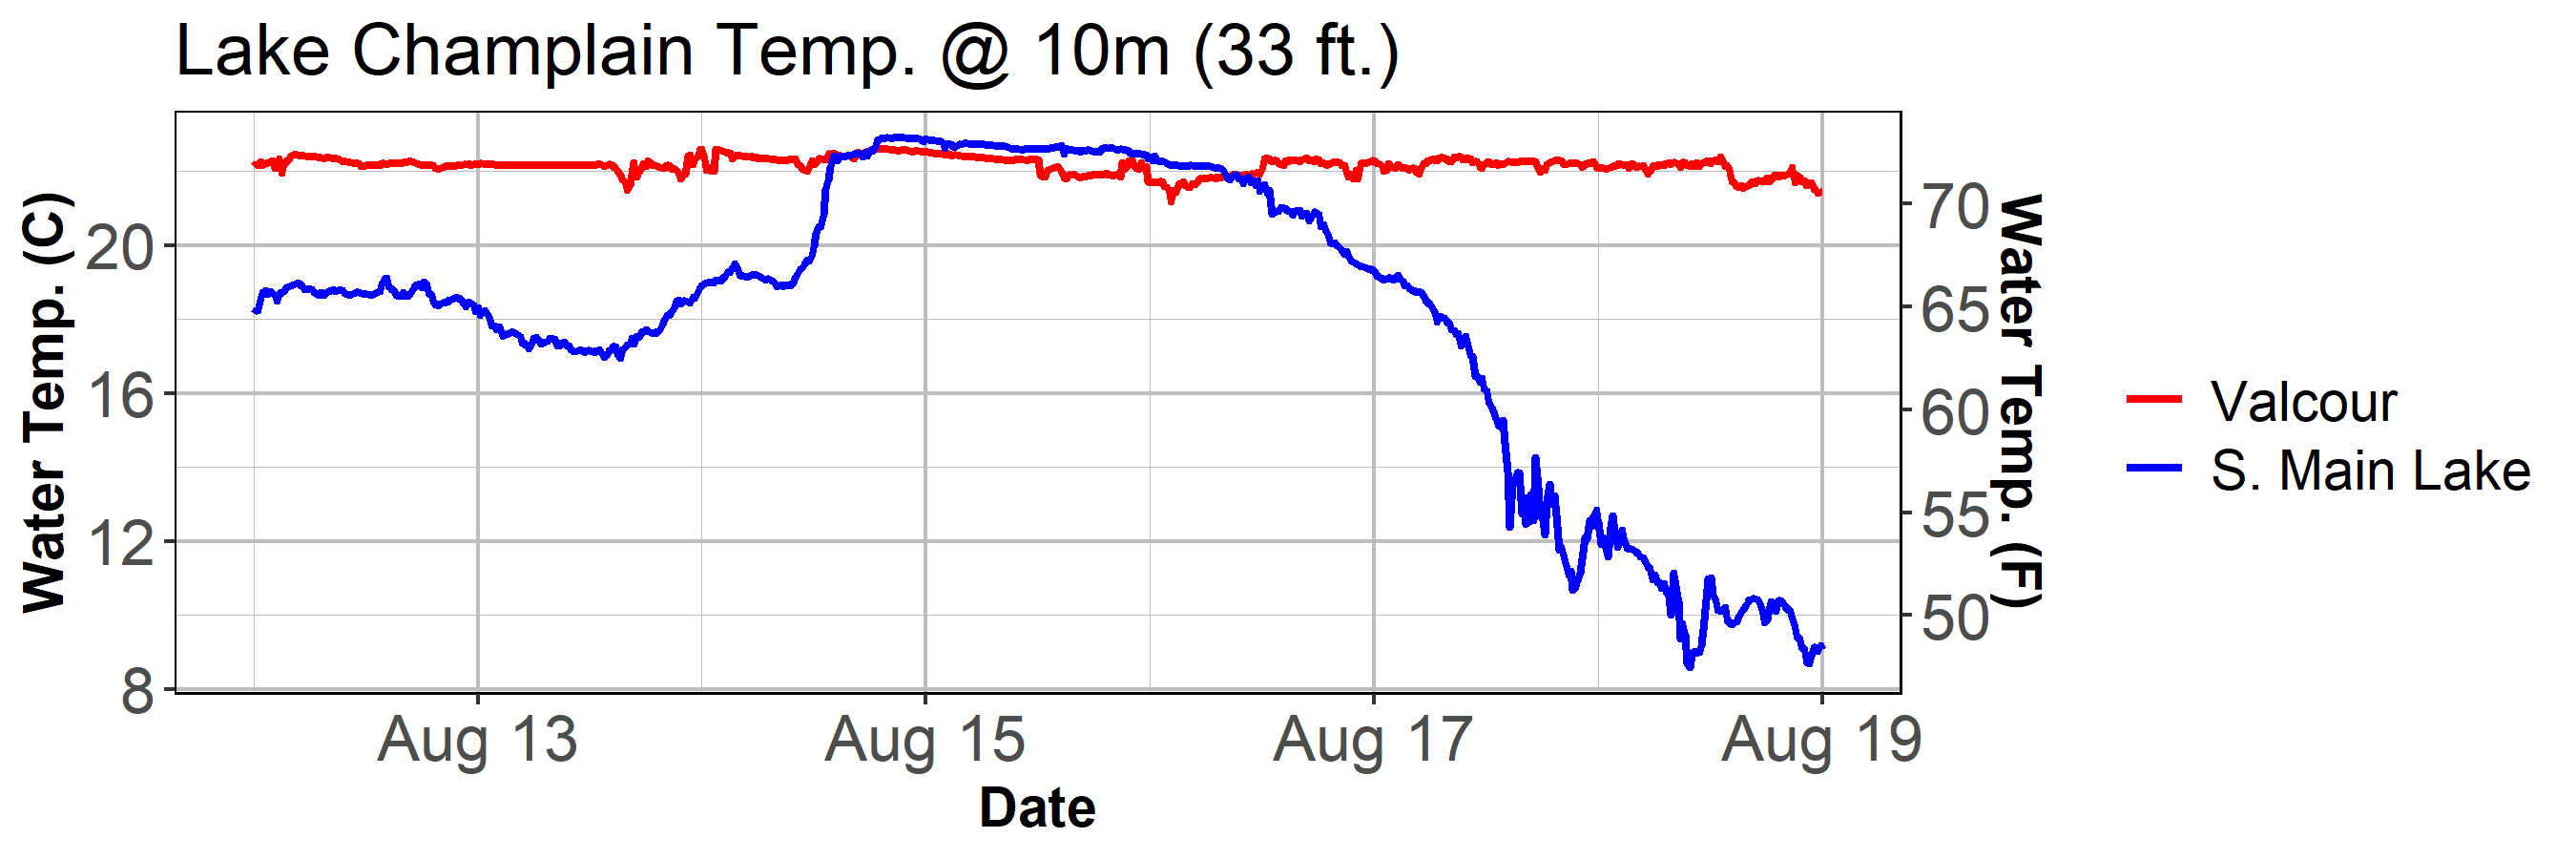 Lake Champlain Temp. @ 10m (33 ft.)
Water Temp. (C)
20
16
12
8
70
65
60
55
50
Water Temp. (F)
Aug 13
Aug 15
Aug 17
Aug 19
Date
Valcour
S. Main Lake